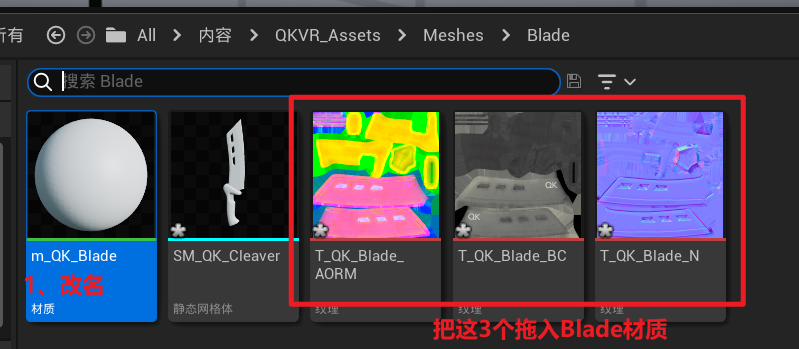 所有 All 内容 QKVR_Assets Meshes Blade
搜索 Blade
QK
QK
m_QK_Blade SM_QK_Cleaver T_QK_Blade_ T_QK_Blade_BC T_QK_Blade_N
AORM
1、改名
材质 静态网格体 纹理 纹理 纹理
把这3个拖入Blade材质